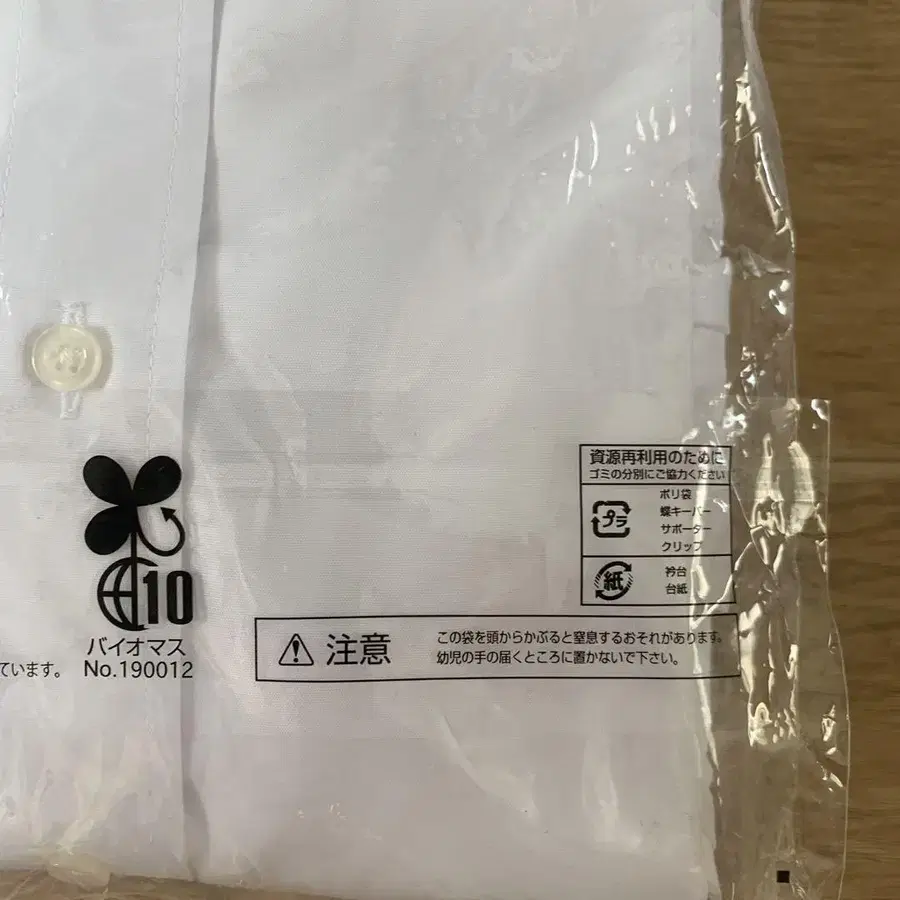 資源再利用のために
ゴミの分別にご協力ください
プラ
ポリ袋
蝶キーパー
サポーター
クリップ
紙
衿台
台紙
10
バイオマス
No.190012
ています。
注意
この袋を頭からかぶると窒息するおそれがあります。
幼児の手の届くところに置かないで下さい。